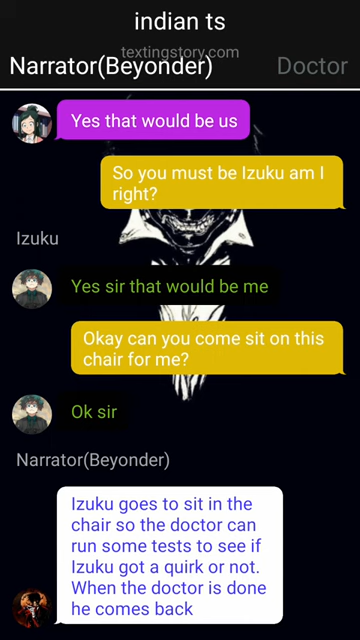 indian ts
textingstory.com
Narrator(Beyonder)
Doctor
Yes that would be us
So you must be Izuku am I
right?
Izuku
Yes sir that would be me
Okay can you come sit on this
chair for me?
Ok sir
Narrator(Beyonder)
Izuku goes to sit in the
chair so the doctor can
run some tests to see if
Izuku got a quirk or not.
When the doctor is done
he comes back